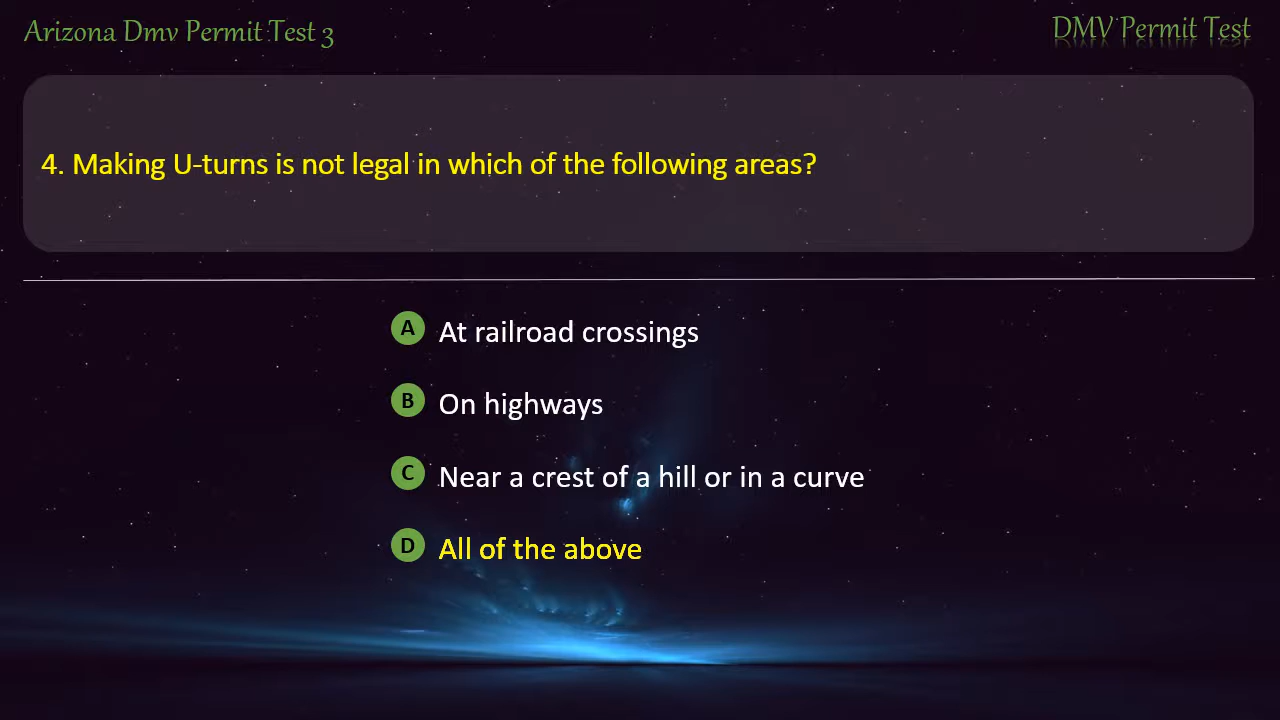 Arizona Dmv Permit Test 3
DMV Permit Test
4. Making U-turns is not legal in which of the following areas?
A At railroad crossings
B On highways
C Near a crest of a hill or in a curve
D All of the above